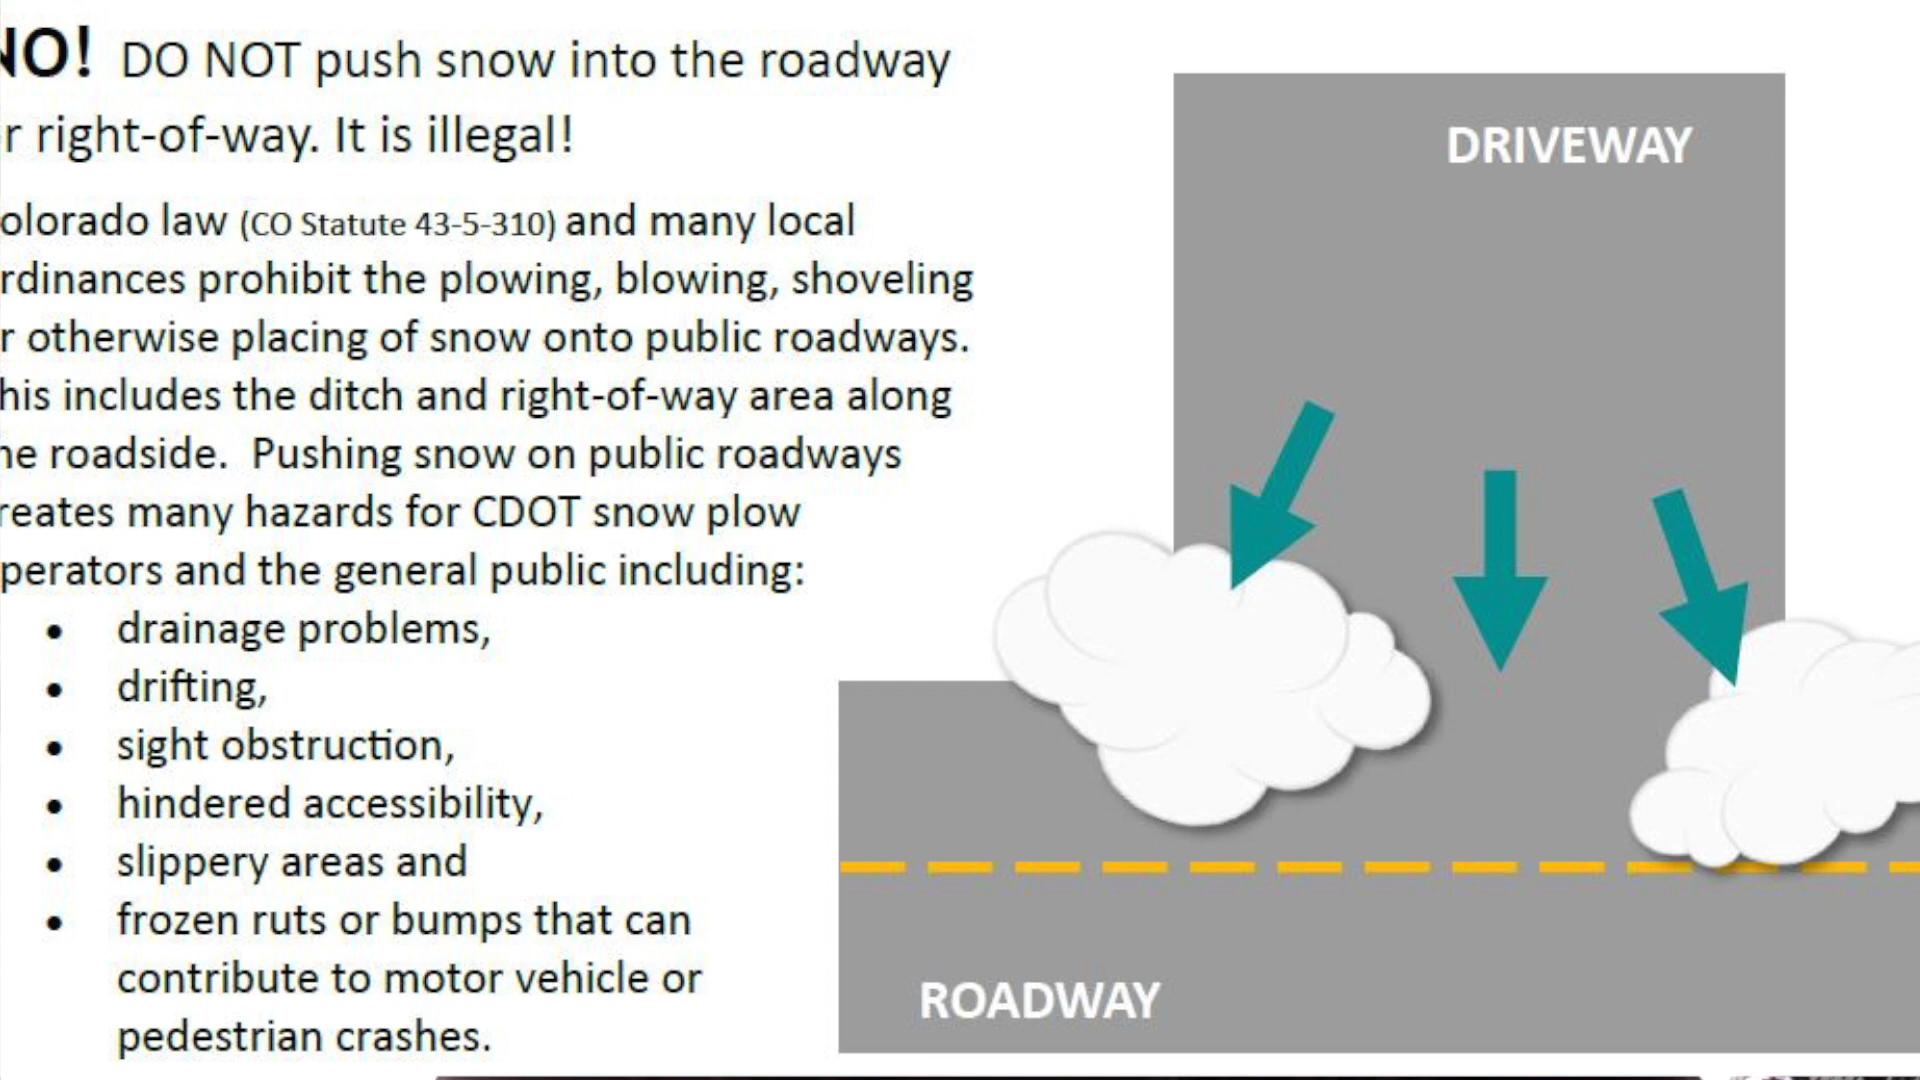 NO! DO NOT push snow into the roadway
r right-of-way. It is illegal!
olorado law (CO Statute 43-5-310) and many local
rdinances prohibit the plowing, blowing, shoveling
r otherwise placing of snow onto public roadways.
his includes the ditch and right-of-way area along
he roadside. Pushing snow on public roadways
reates many hazards for CDOT snow plow
perators and the general public including:
• drainage problems,
• drifting,
• sight obstruction,
• hindered accessibility,
• slippery areas and
• frozen ruts or bumps that can
contribute to motor vehicle or
pedestrian crashes.
DRIVEWAY
ROADWAY